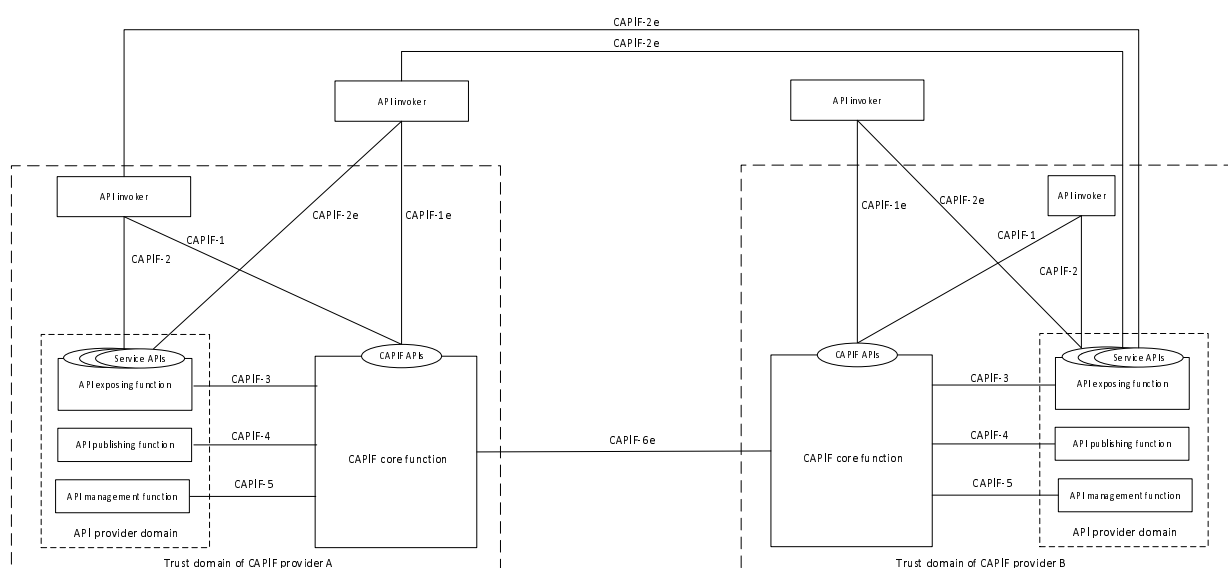 CAPIF-2e
CAPIF-2e
API invoker
API invoker
API invoker
API invoker
CAPIF-2e
CAPIF-1e
CAPIF-1e
CAPIF-2e
CAPIF-1
CAPIF-1
CAPIF-2
CAPIF-2
Service APIs
CAPIF APIs
CAPIF APIs
Service APIs
API exposing function
CAPIF-3
CAPIF-3
API exposing function
API publishing function
CAPIF-4
CAPIF-6e
CAPIF-4
API publishing function
CAPIF core function
CAPIF core function
API management function
CAPIF-5
CAPIF-5
API management function
API provider domain
API provider domain
Trust domain of CAPIF provider A
Trust domain of CAPIF provider B